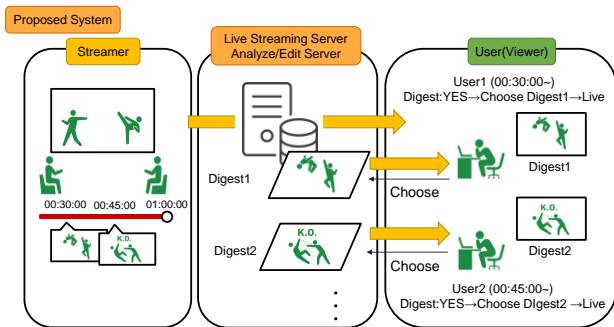 Proposed System
Streamer
00:30:00
00:45:00
01:00:00
K.O.
Live Streaming Server
Analyze/Edit Server
Digest1
Digest2
K.O.
Choose
Choose
User(Viewer)
User1 (00:30:00~)
Digest:YES→Choose Digest1→Live
Digest1
K.O.
Digest2
User2 (00:45:00~)
Digest:YES→Choose DIgest2 →Live